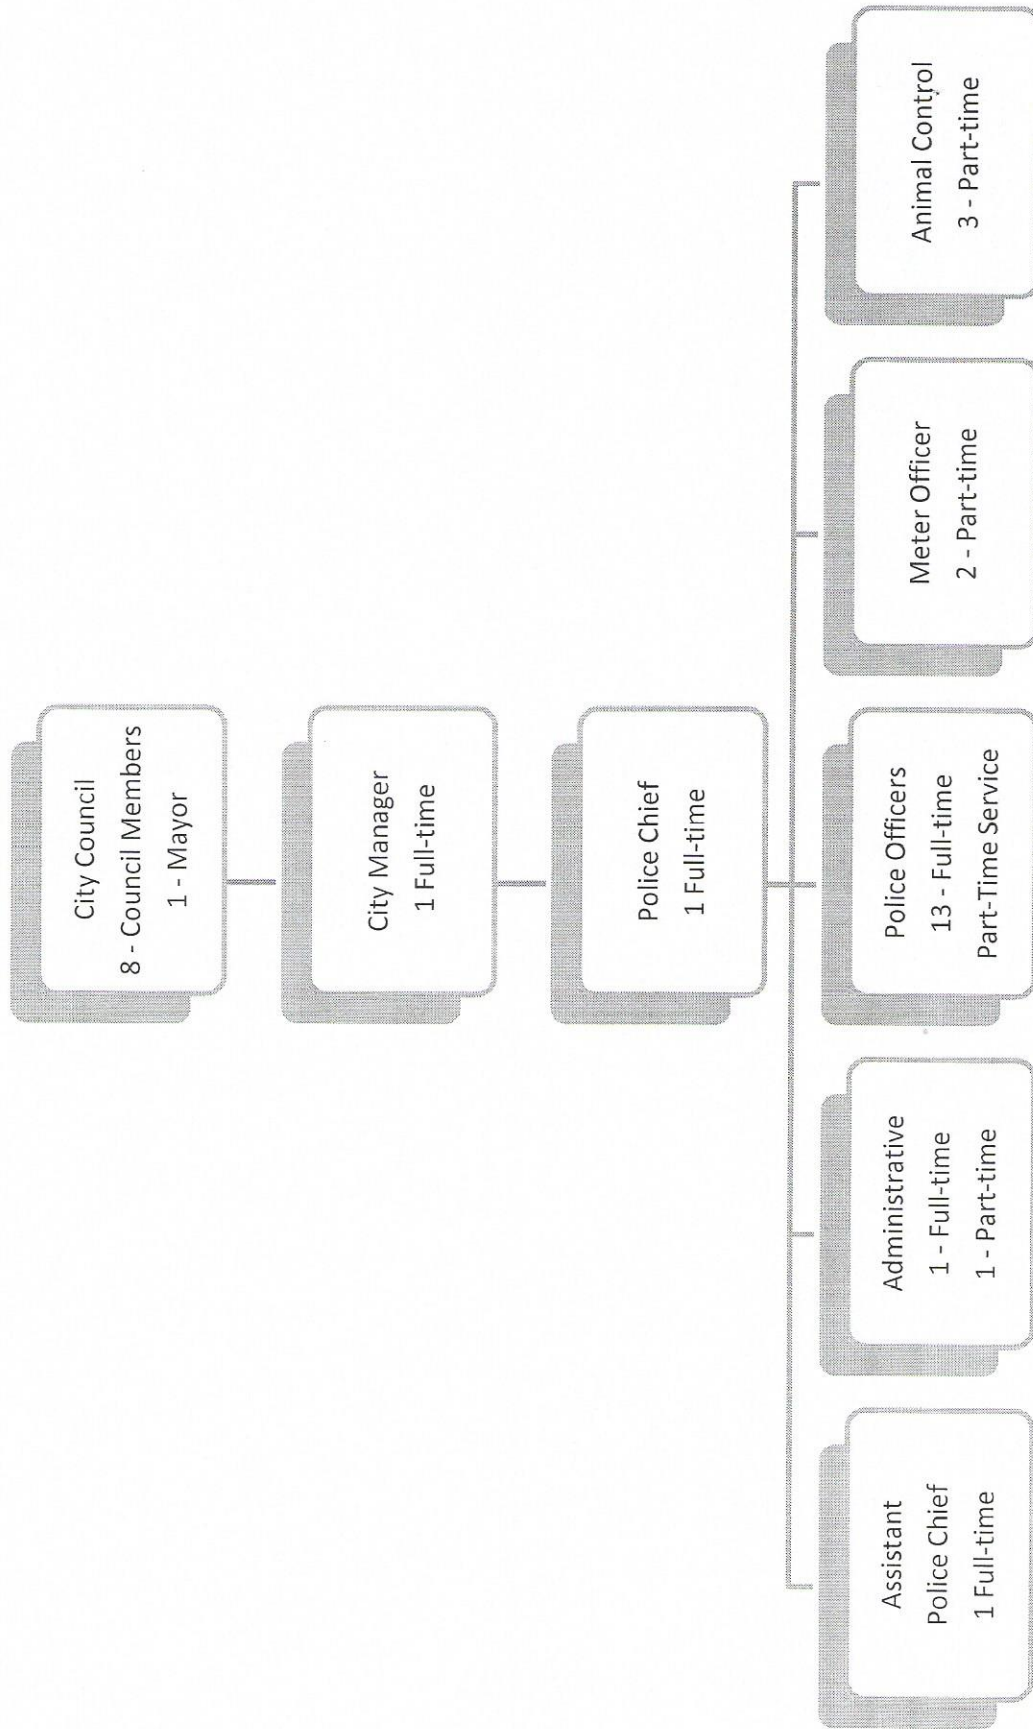 City Council
8 - Council Members
1 - Mayor
City Manager
1 Full-time
Police Chief
1 Full-time
Assistant
Police Chief
1 Full-time
Administrative
1 - Full-time
1 - Part-time
Police Officers
13 - Full-time
Part-Time Service
Meter Officer
2 - Part-time
Animal Control
3 - Part-time